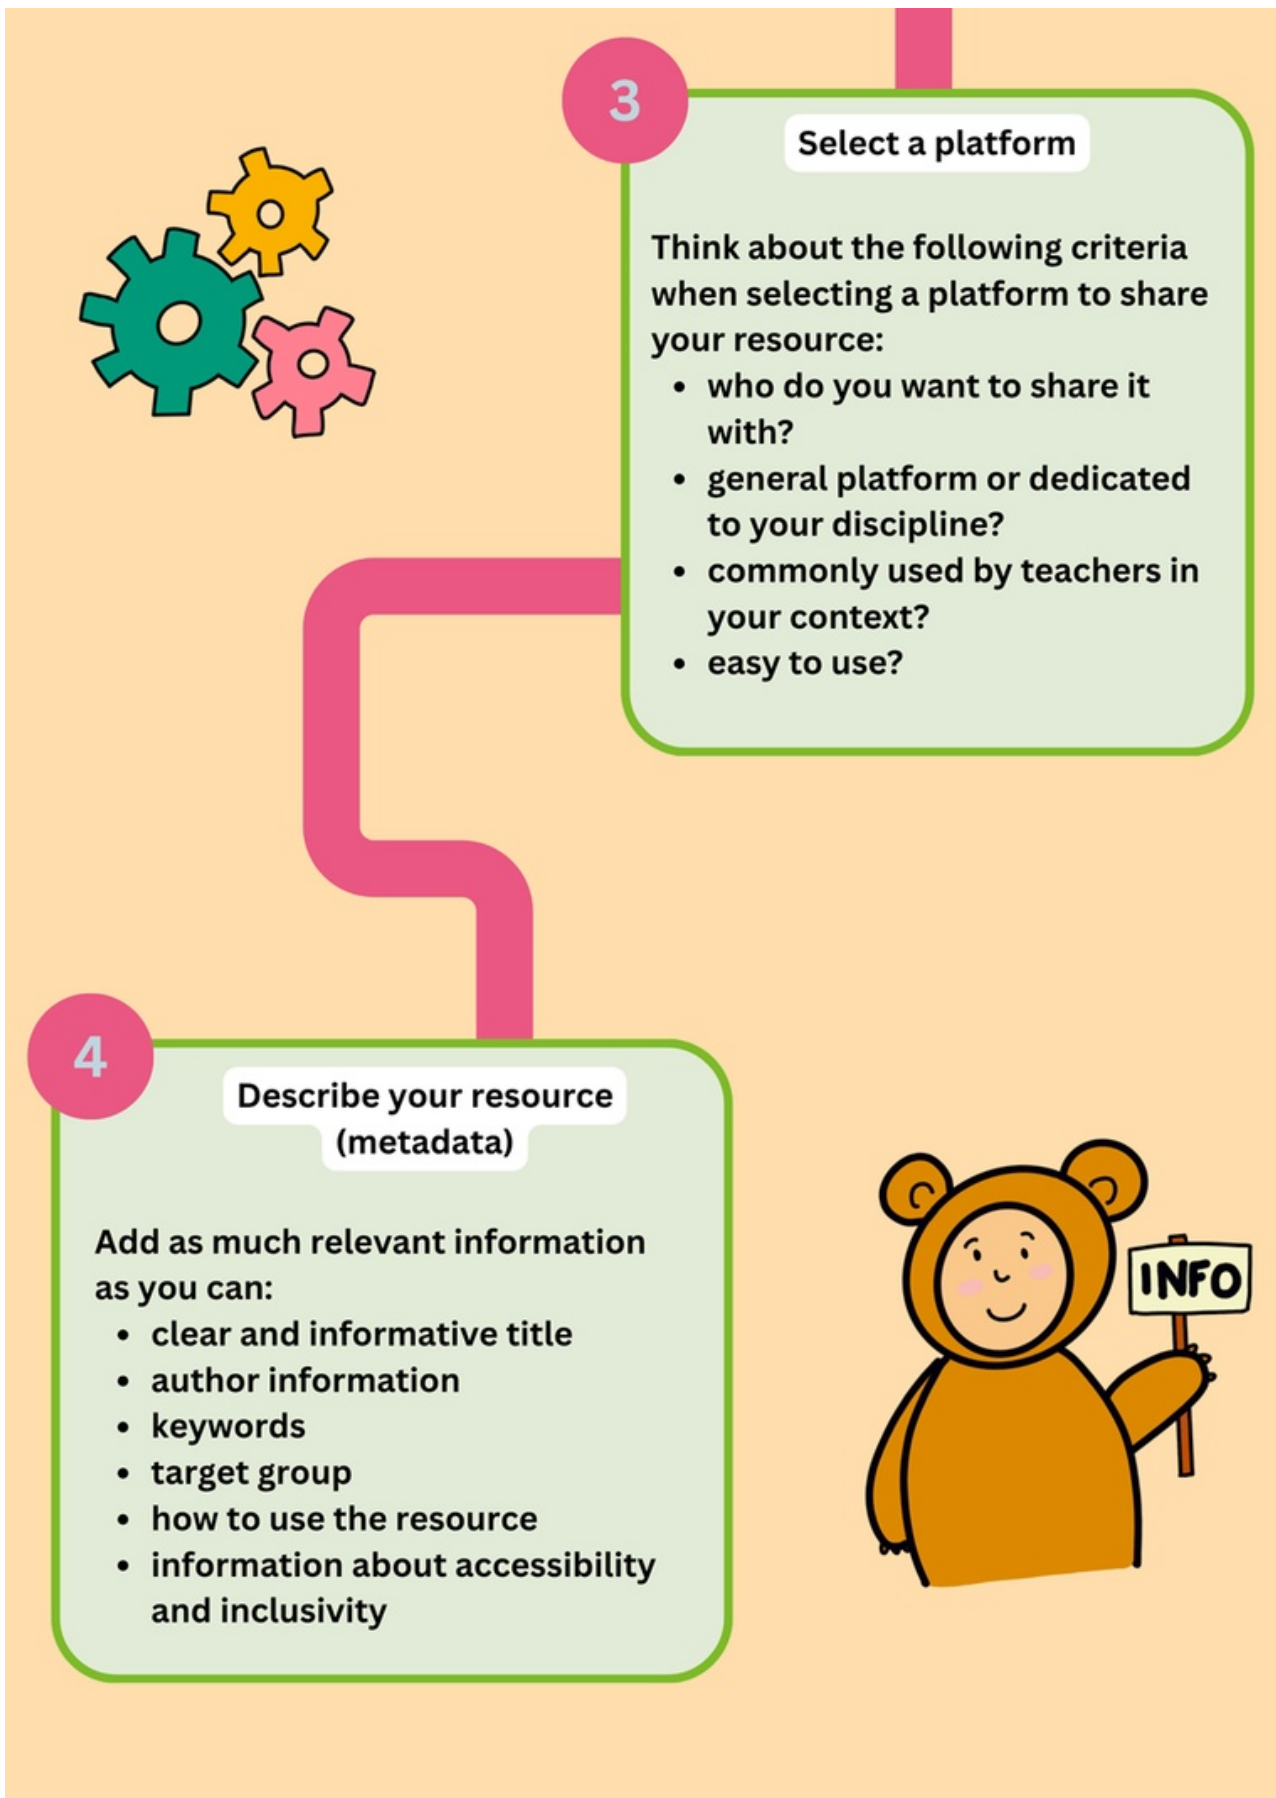 3
Select a platform
Think about the following criteria
when selecting a platform to share
your resource:
• who do you want to share it
with?
• general platform or dedicated
to your discipline?
• commonly used by teachers in
your context?
• easy to use?
4
Describe your resource
(metadata)
Add as much relevant information
as you can:
• clear and informative title
• author information
• keywords
• target group
• how to use the resource
• information about accessibility
and inclusivity
INFO